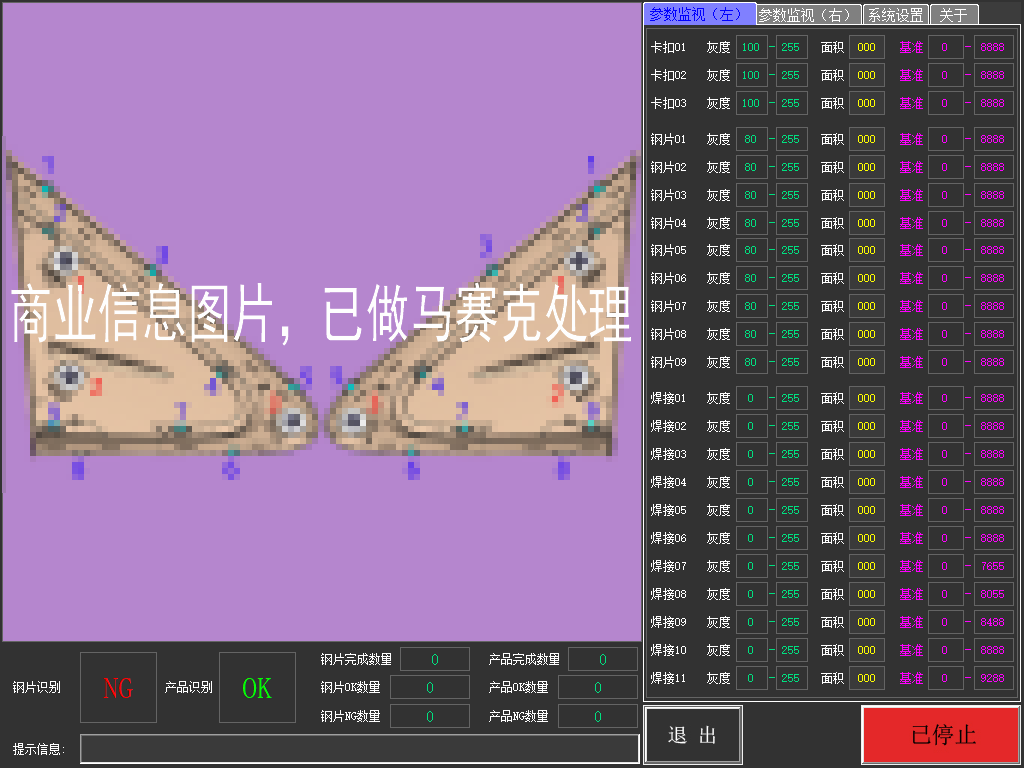 参数监视（左） 参数监视（右） 系统设置 关于
卡扣01 灰度 100 - 255 面积 000 基准 0 - 8888
卡扣02 灰度 100 - 255 面积 000 基准 0 - 8888
卡扣03 灰度 100 - 255 面积 000 基准 0 - 8888
钢片01 灰度 80 - 255 面积 000 基准 0 - 8888
钢片02 灰度 80 - 255 面积 000 基准 0 - 8888
钢片03 灰度 80 - 255 面积 000 基准 0 - 8888
钢片04 灰度 80 - 255 面积 000 基准 0 - 8888
钢片05 灰度 80 - 255 面积 000 基准 0 - 8888
钢片06 灰度 80 - 255 面积 000 基准 0 - 8888
钢片07 灰度 80 - 255 面积 000 基准 0 - 8888
钢片08 灰度 80 - 255 面积 000 基准 0 - 8888
钢片09 灰度 80 - 255 面积 000 基准 0 - 8888
焊接01 灰度 0 - 255 面积 000 基准 0 - 8888
焊接02 灰度 0 - 255 面积 000 基准 0 - 8888
焊接03 灰度 0 - 255 面积 000 基准 0 - 8888
焊接04 灰度 0 - 255 面积 000 基准 0 - 8888
焊接05 灰度 0 - 255 面积 000 基准 0 - 8888
焊接06 灰度 0 - 255 面积 000 基准 0 - 8888
焊接07 灰度 0 - 255 面积 000 基准 0 - 7655
焊接08 灰度 0 - 255 面积 000 基准 0 - 8055
焊接09 灰度 0 - 255 面积 000 基准 0 - 8488
焊接10 灰度 0 - 255 面积 000 基准 0 - 8888
焊接11 灰度 0 - 255 面积 000 基准 0 - 9288
商业信息图片，已做马赛克处理
钢片识别 NG 产品识别 OK
钢片完成数量 0 产品完成数量 0
钢片OK数量 0 产品OK数量 0
钢片NG数量 0 产品NG数量 0
提示信息:
退 出 已停止